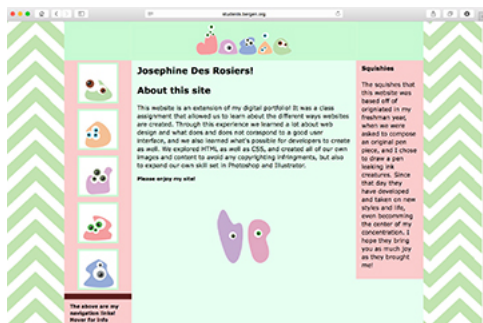 students.bergen.org
Josephine Des Rosiers!
About this site
This website is an extension of my digital portfolio! It was a class
assignment that allowed us to learn about the different ways websites
are created. Through this experience we learned a lot about web
design and what does and does not corespond to a good user
interface, and we also learned what's possible for developers to create
as well. We explored HTML as well as CSS, and created all of our own
images and content to avoid any copyrighting infringments, but also
to expand our own skill set in Photoshop and Illustrator.
Please enjoy my site!
Squishies
The squishes that
this website was
based off of
origniated in my
freshman year,
when we were
asked to compose
an original pen
piece, and I chose
to draw a pen
leaking ink
creatures. Since
that day they
have developed
and taken on new
styles and life,
even becomming
the center of my
concentration. I
hope they bring
you as much joy
as they brought
me!
The above are my
navigation links!
Hover for info